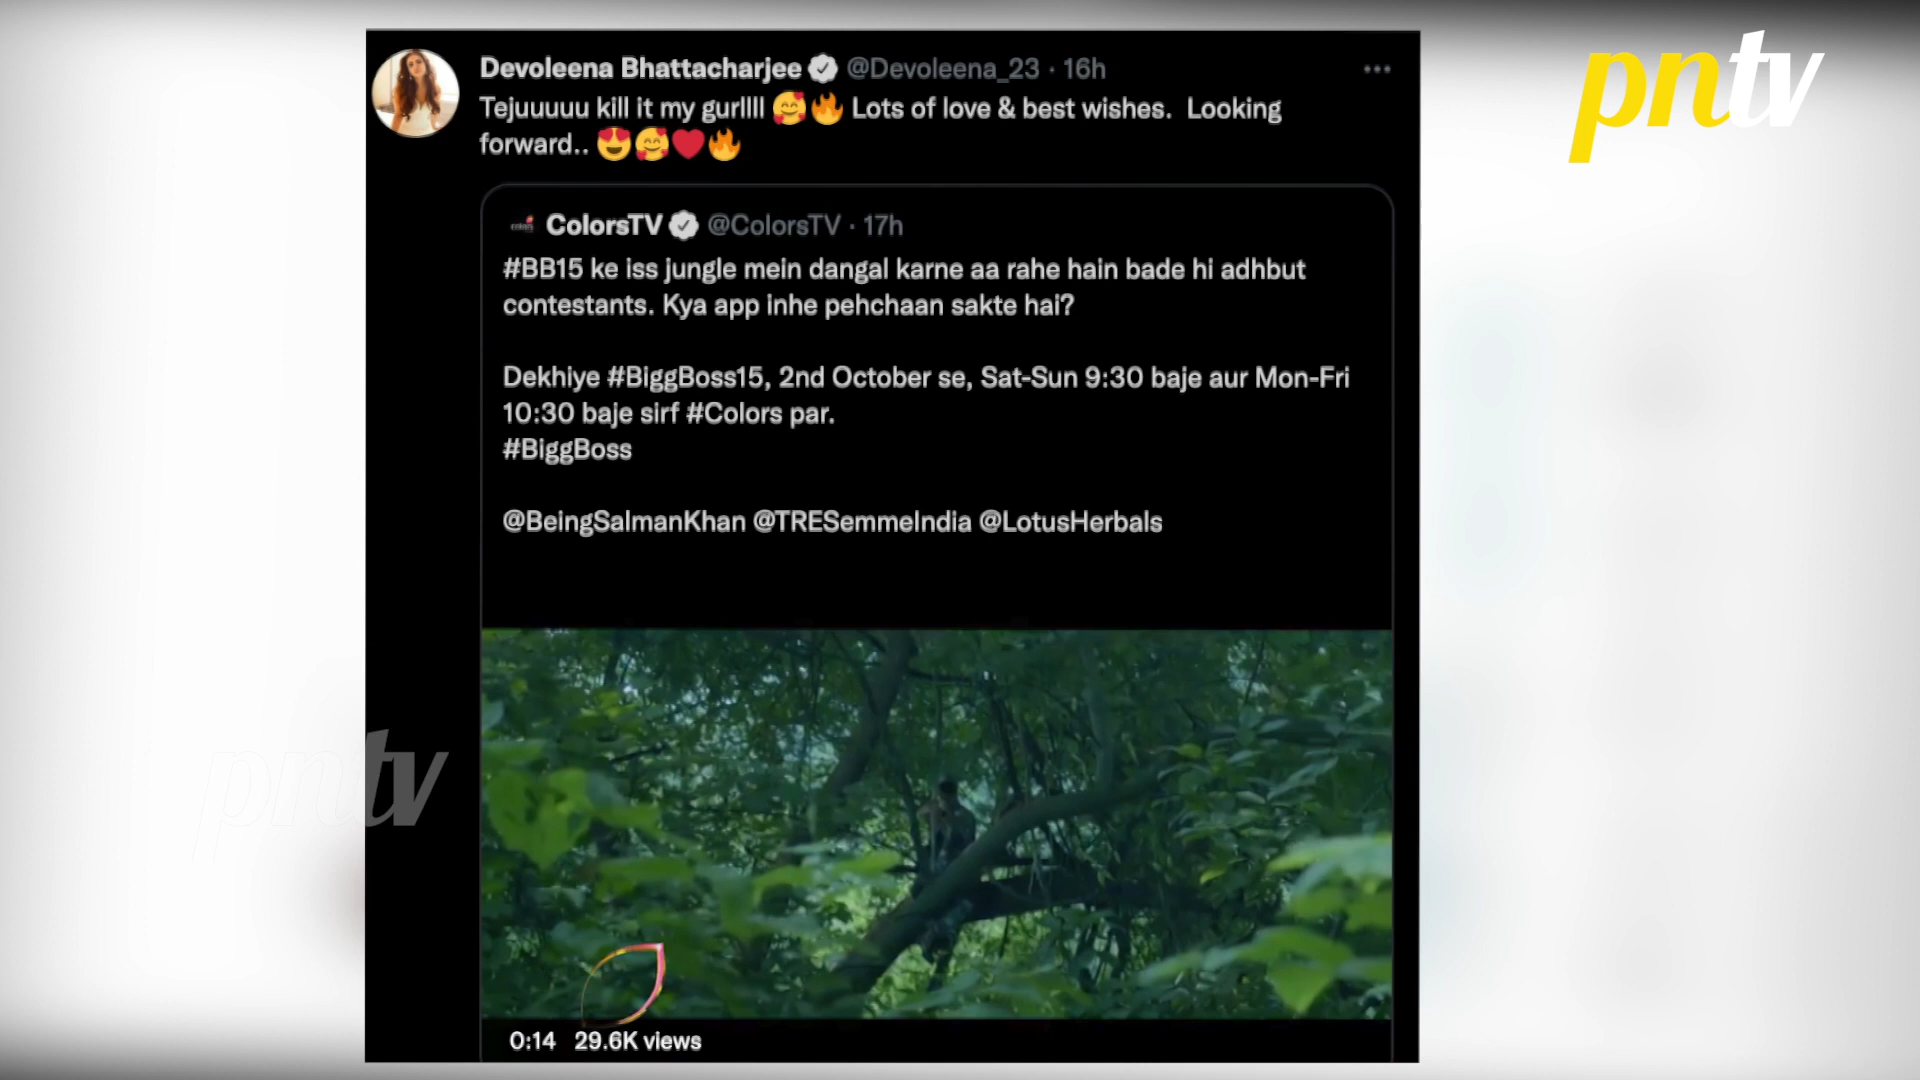 pntv
Devoleena Bhattacharjee @Devoleena_23 · 16h
Tejuuuuu kill it my gurllll 🥰🔥 Lots of love & best wishes. Looking
forward.. 😍🥰❤️🔥
ColorsTV @ColorsTV · 17h
#BB15 ke iss jungle mein dangal karne aa rahe hain bade hi adhbut
contestants. Kya app inhe pehchaan sakte hai?
Dekhiye #BiggBoss15, 2nd October se, Sat-Sun 9:30 baje aur Mon-Fri
10:30 baje sirf #Colors par.
#BiggBoss
@BeingSalmanKhan @TRESemmeIndia @LotusHerbals
pntv
0:14 29.6K views